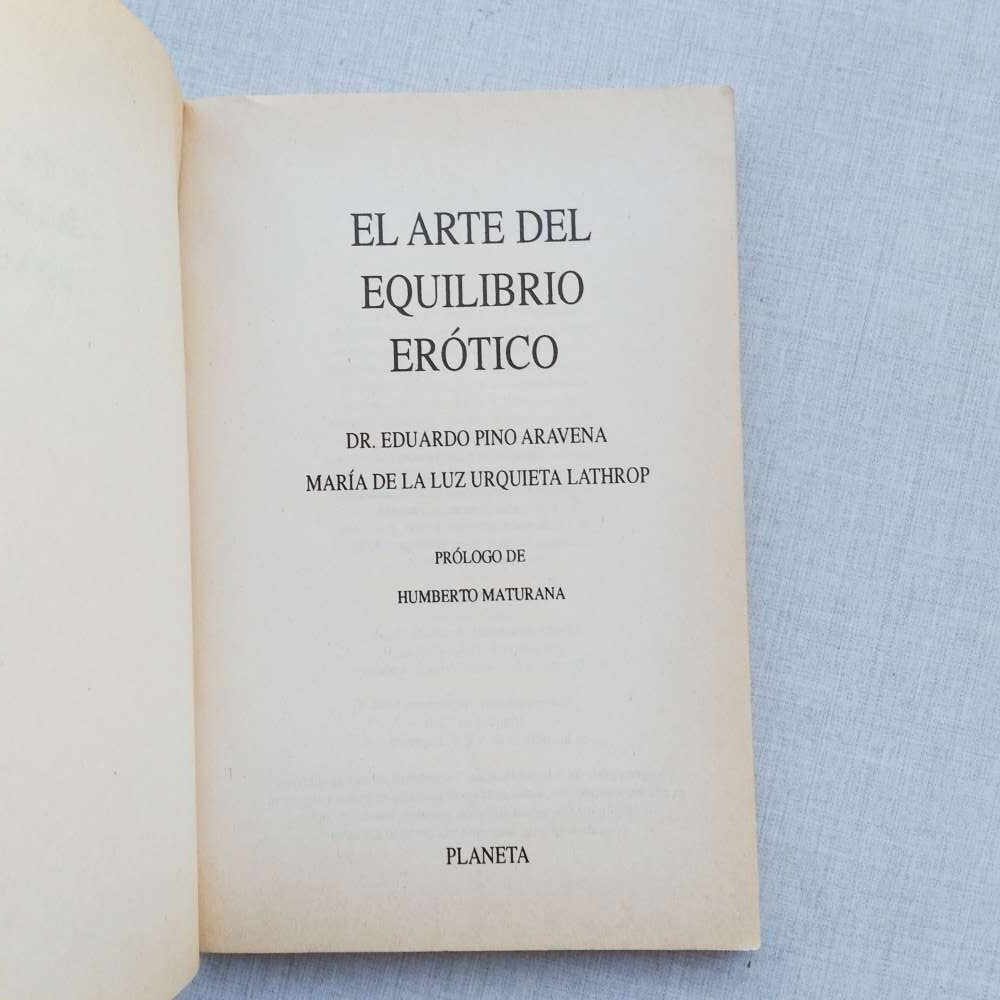 EL ARTE DEL
EQUILIBRIO
ERÓTICO
DR. EDUARDO PINO ARAVENA
MARÍA DE LA LUZ URQUIETA LATHROP
PRÓLOGO DE
HUMBERTO MATURANA
PLANETA